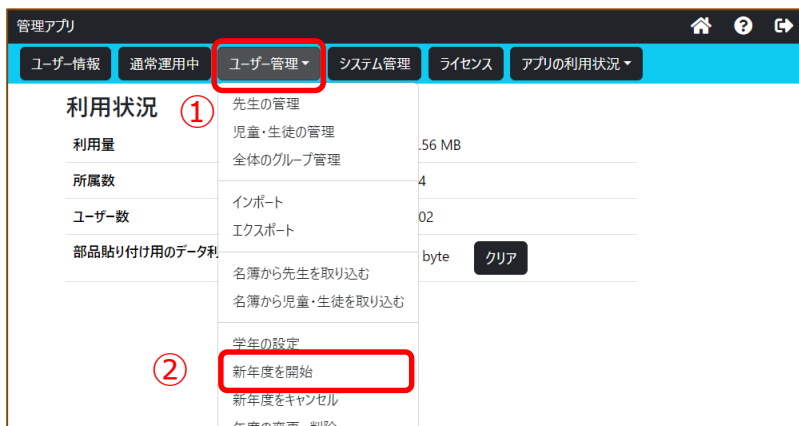 管理アプリ
ユーザー情報 通常運用中 ユーザー管理 システム管理 ライセンス アプリの利用状況
利用状況 ① 先生の管理
児童・生徒の管理
利用量 .56 MB
全体のグループ管理
所属数 4
インポート
ユーザー数 02
エクスポート
部品貼り付け用のデータ利 byte クリア
名簿から先生を取り込む
名簿から児童・生徒を取り込む
学年の設定
② 新年度を開始
新年度をキャンセル